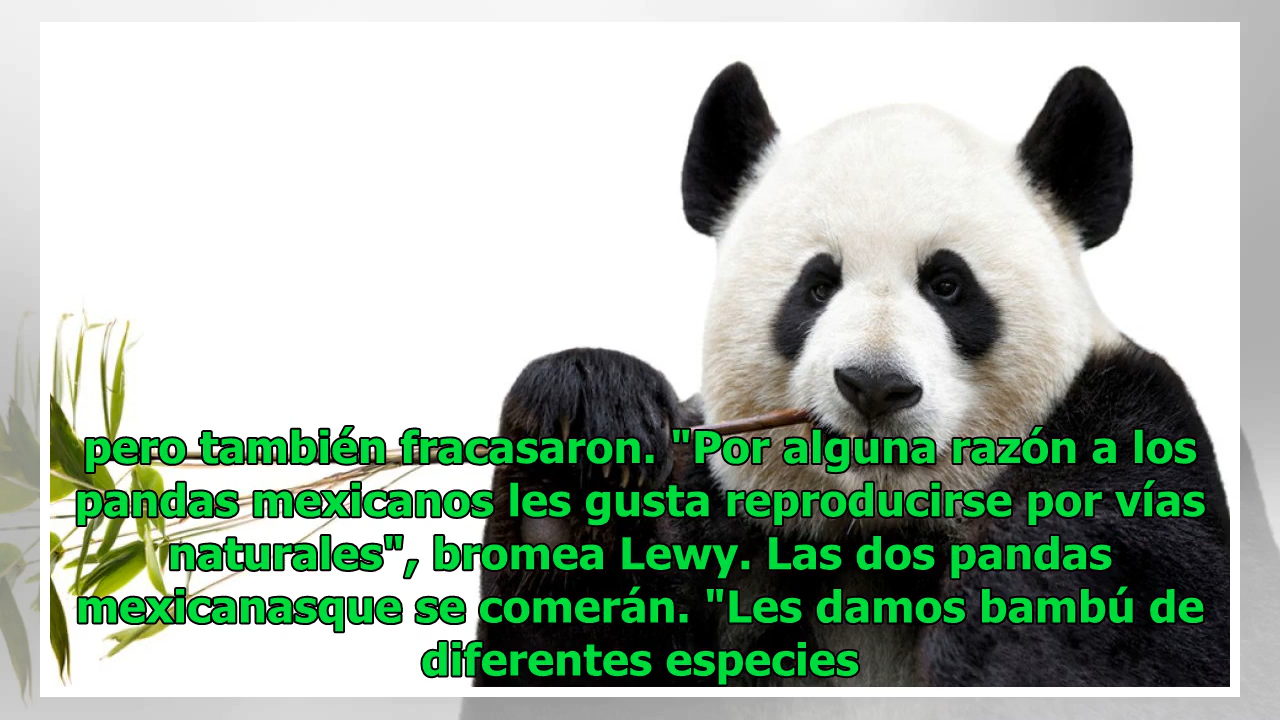 pero también fracasaron. "Por alguna razón a los
pandas mexicanos les gusta reproducirse por vías
naturales", bromea Lewy. Las dos pandas
mexicanasque se comerán. "Les damos bambú de
diferentes especies